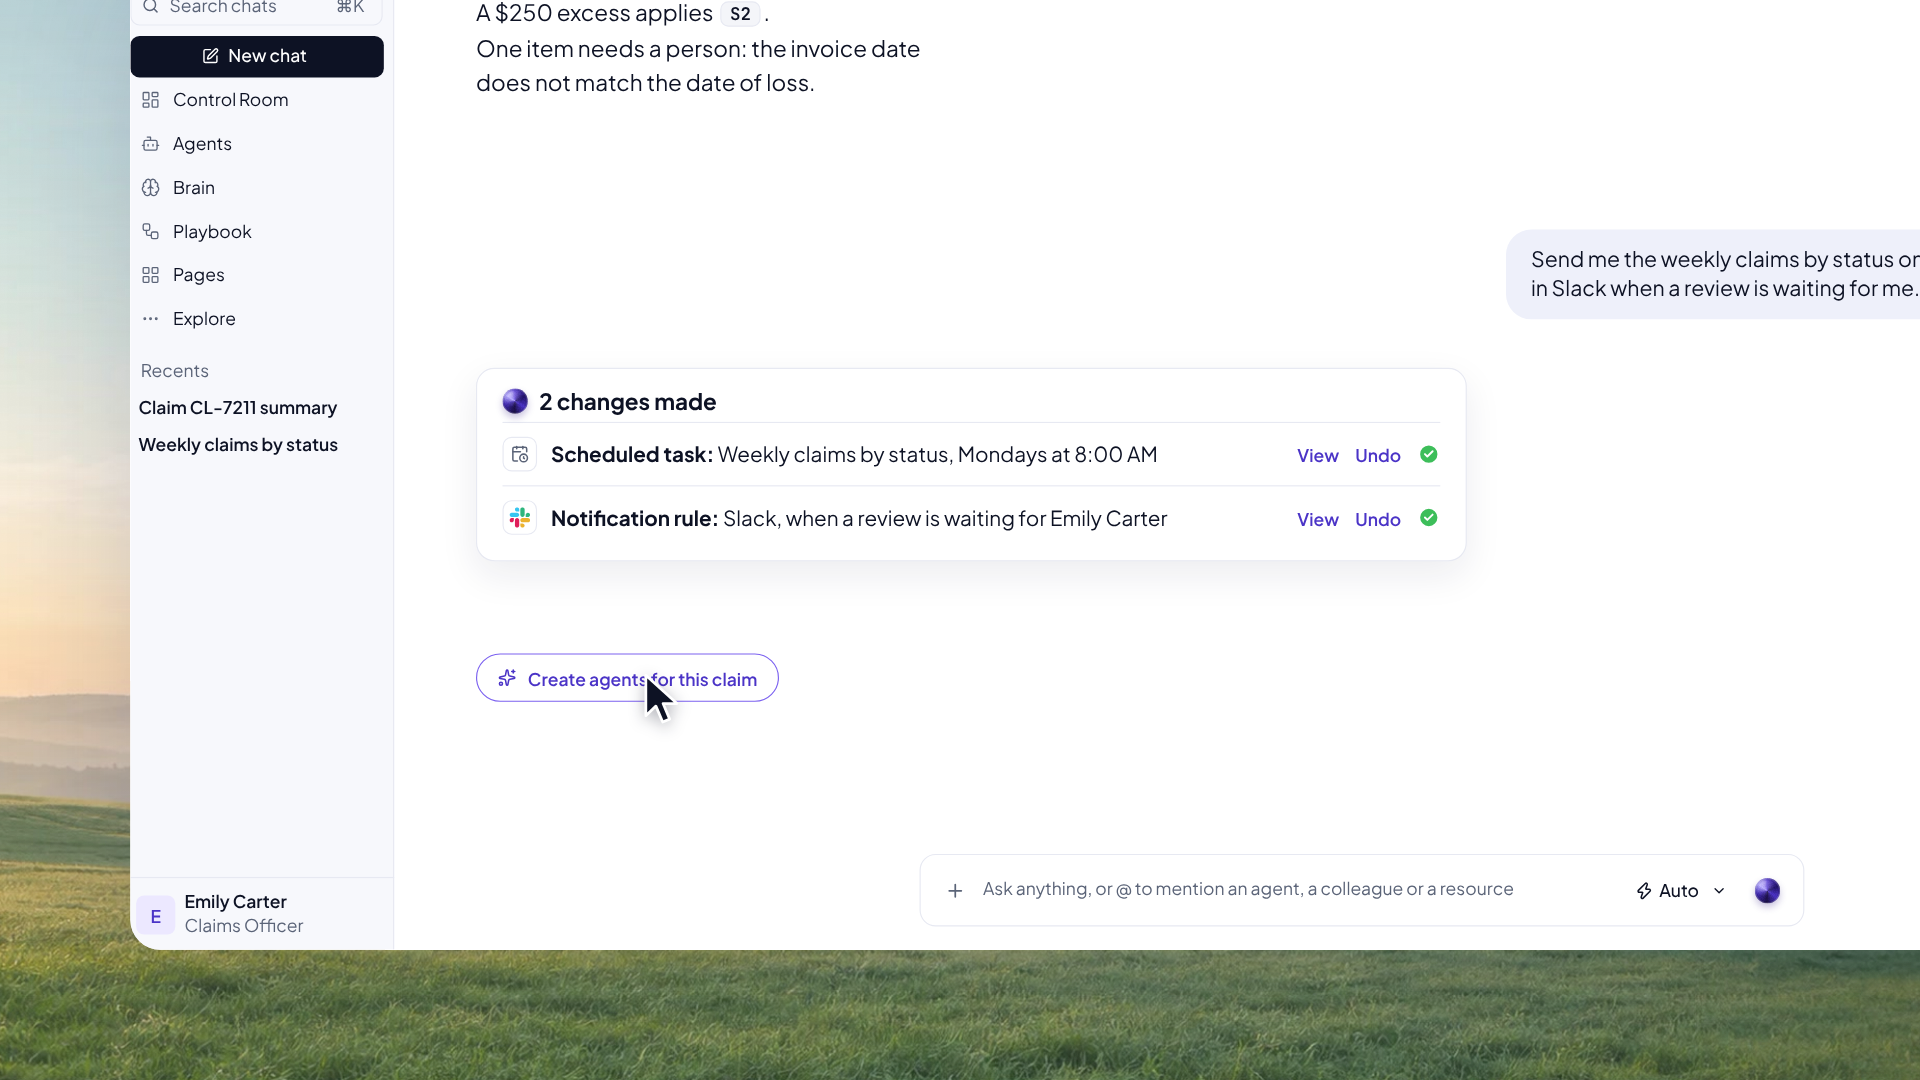 Search chats ⌘K
New chat
Control Room
Agents
Brain
Playbook
Pages
Explore
Recents
Claim CL-7211 summary
Weekly claims by status
E
Emily Carter
Claims Officer
A $250 excess applies S2 .
One item needs a person: the invoice date
does not match the date of loss.
Send me the weekly claims by status
in Slack when a review is waiting for me.
2 changes made
Scheduled task: Weekly claims by status, Mondays at 8:00 AM View Undo
Notification rule: Slack, when a review is waiting for Emily Carter View Undo
Create agents for this claim
Ask anything, or @ to mention an agent, a colleague or a resource
Auto